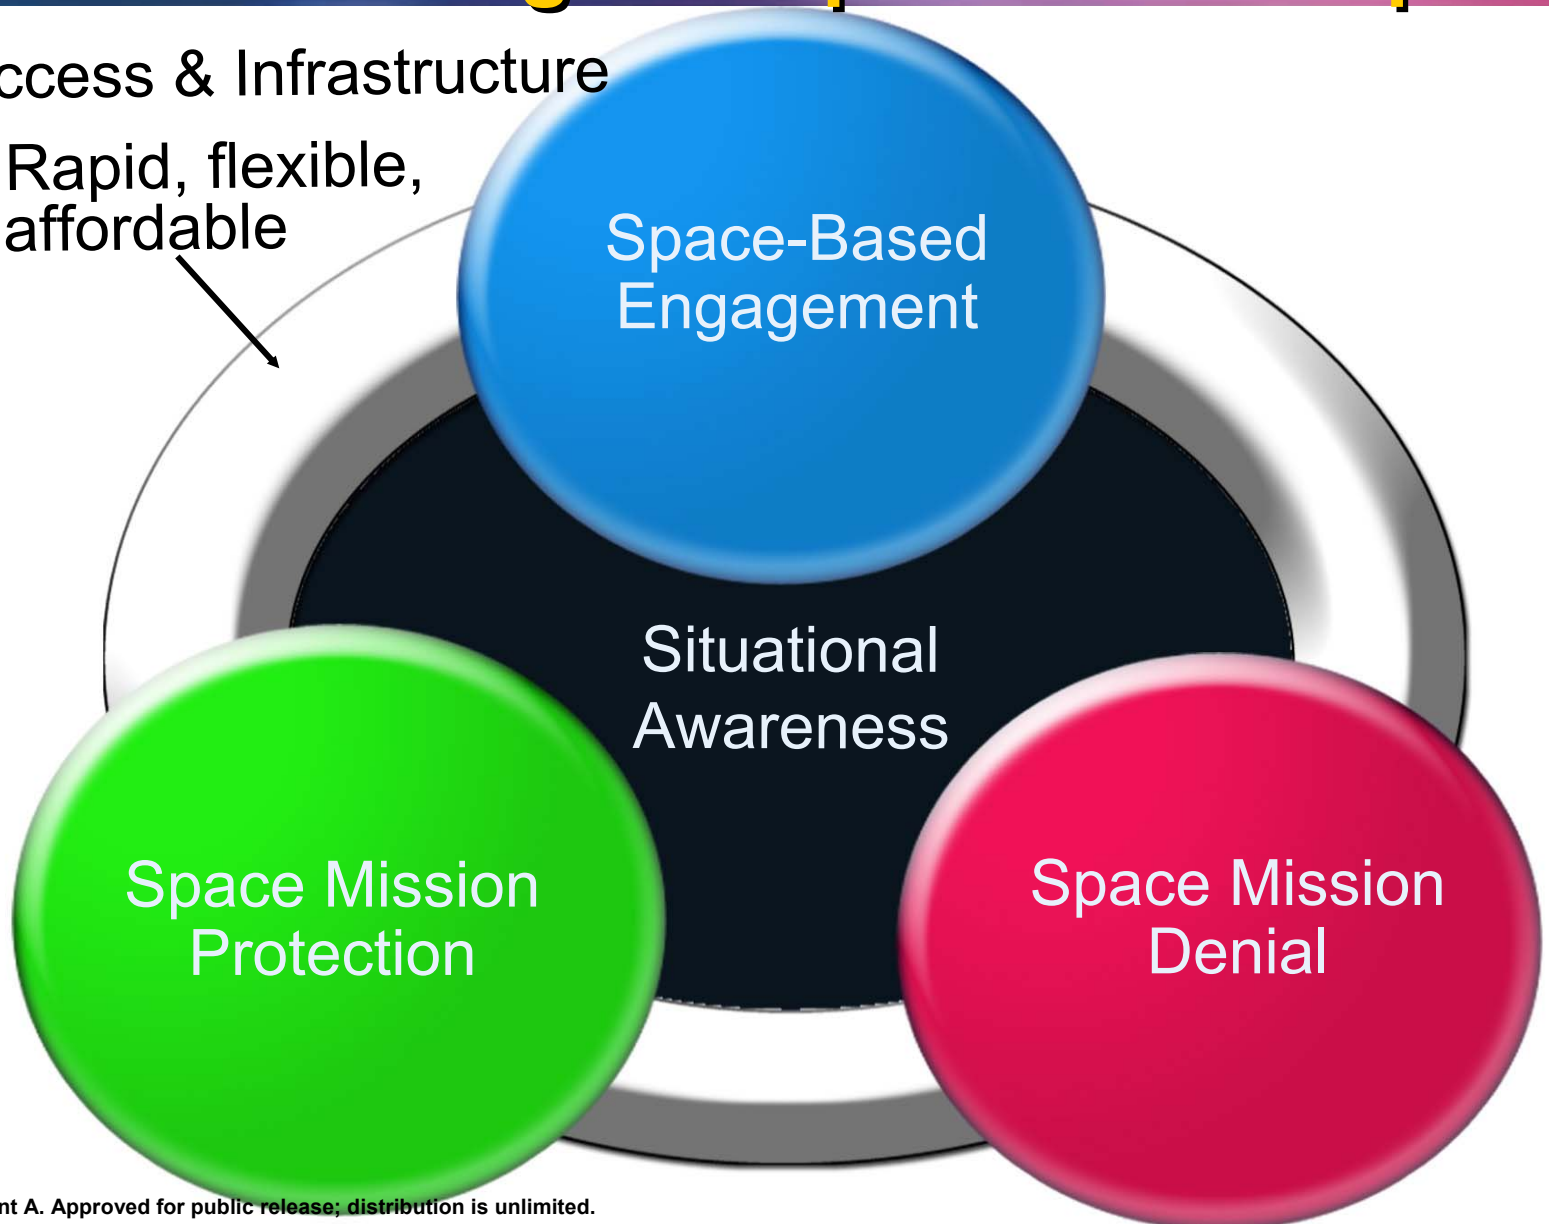 ccess & Infrastructure
Rapid, flexible,
affordable
Space-Based
Engagement
Situational
Awareness
Space Mission
Protection
Space Mission
Denial
nt A. Approved for public release; distribution is unlimited.